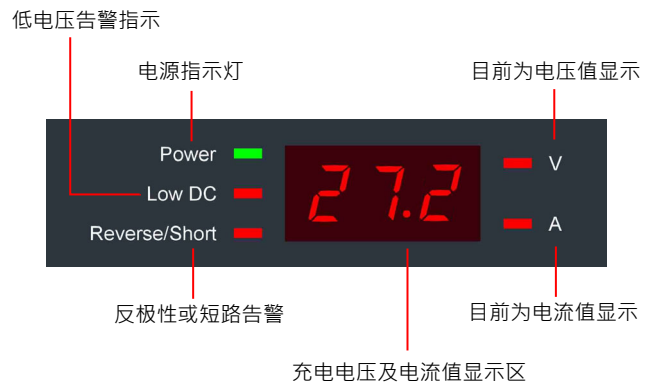 低电压告警指示
电源指示灯
目前为电压值显示
Power
Low DC
Reverse/Short
27.2
V
A
反极性或短路告警
目前为电流值显示
充电电压及电流值显示区